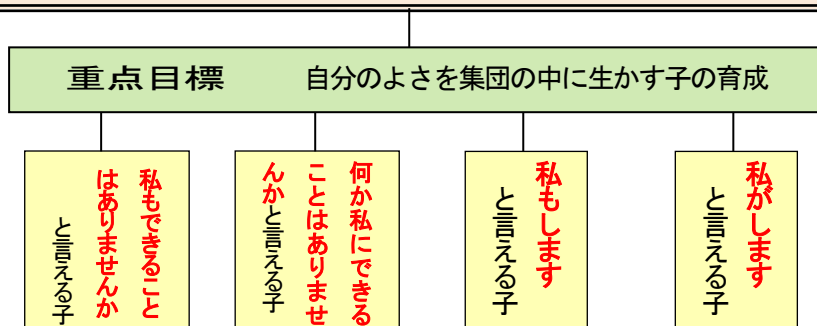 重点目標　自分のよさを集団の中に生かす子の育成
私がします
と言える子
私もします
と言える子
何か私にできる
ことはありませ
んかと言える子
私もできること
はありませんか
と言える子